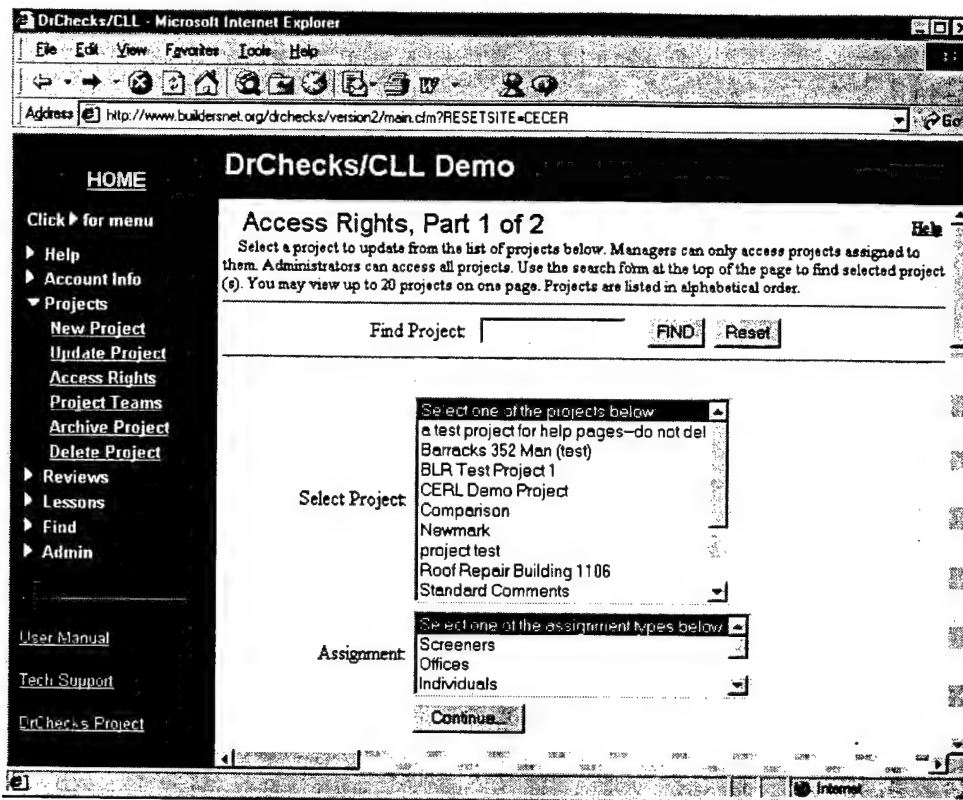 DrChecks/CLL - Microsoft Internet Explorer
File Edit View Favorites Tools Help
Address http://www.buildersnet.org/drchecks/version2/main.cfm?RESETSITE=CECER Go
HOME
Click for menu
Help
Account Info
Projects
New Project
Update Project
Access Rights
Project Teams
Archive Project
Delete Project
Reviews
Lessons
Find
Admin
User Manual
Tech Support
DrChecks Project
DrChecks/CLL Demo
Access Rights, Part 1 of 2 Help
Select a project to update from the list of projects below. Managers can only access projects assigned to
them. Administrators can access all projects. Use the search form at the top of the page to find selected project
(s). You may view up to 20 projects on one page. Projects are listed in alphabetical order.
Find Project: FIND Reset
Select Project:
Select one of the projects below
a test project for help pages--do not del
Barracks 352 Man (test)
BLR Test Project 1
CERL Demo Project
Comparison
Newmark
project test
Roof Repair Building 1106
Standard Comments
Assignment:
Select one of the assignment types below
Screeners
Offices
Individuals
Continue...
Internet